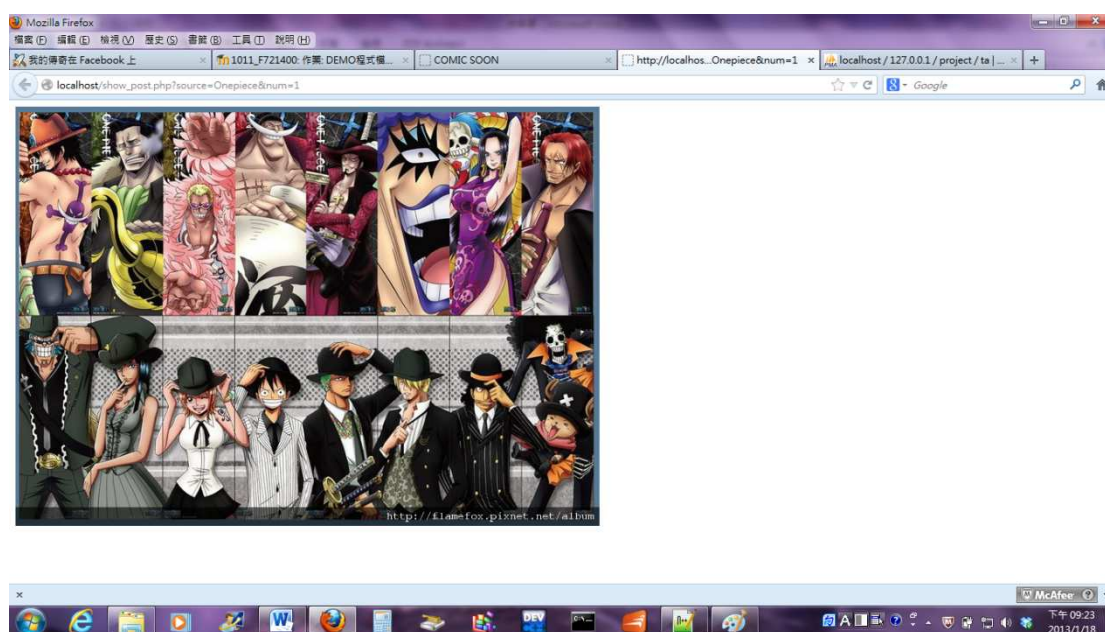 Mozilla Firefox
檔案(F) 編輯(E) 檢視(V) 歷史(S) 書籤(B) 工具(T) 說明(H)
我的傳奇在 Facebook 上 × 1011_F721400: 作業: DEMO程式檔... × COMIC SOON × http://localhos...Onepiece&num=1 × localhost / 127.0.0.1 / project / ta | ... × +
localhost/show_post.php?source=Onepiece&num=1 Google
http://flamefox.pixnet.net/album
× McAfee
W DEV A
下午 09:23
2013/1/18